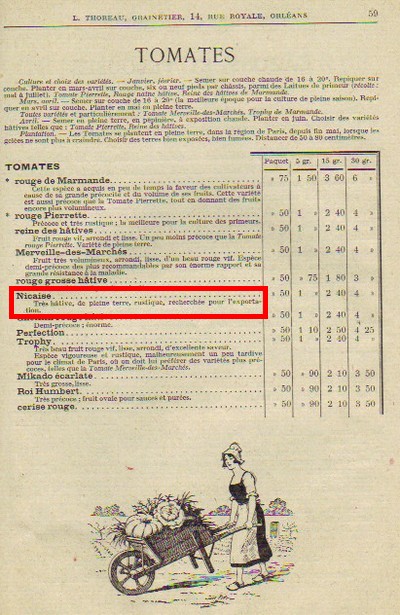 L. THOREAU, GRAINETIER, 14, RUE ROYALE, ORLÉANS 59
TOMATES
Culture et choix des variétés. — Janvier, février. — Semer sur couche chaude de 16 à 20°. Repiquer sur
couche. Planter en mars-avril sur couche, six ou neuf pieds par châssis, parmi des Laitues de primeur (récolte:
mai à juillet). Tomate Pierrette, Rouge naine hâtive, Reine des hâtives de Marmande.
Mars, avril. — Semer sur couche de 16 à 20° (la meilleure époque pour la culture de pleine saison). Repi-
quer en avril sur couche. Planter en mai en pleine terre.
Toutes variétés et particulièrement : Tomate Merveille-des-Marchés, Trophy de Marmande.
Avril. — Semer en pleine terre, en pépinière, à exposition chaude. Planter en Juin. Choisir des variétés
hâtives telles que : Tomate Pierrette, Reine des hâtives.
Plantation. — Les Tomates se plantent en pleine terre, dans la région de Paris, depuis fin mai, lorsque les
gelées ne sont plus à craindre. Choisir des terres bien exposées, bien fumées. Distancer de 50 à 80 centimètres.
TOMATES Paquet 5 gr. 15 gr. 30 gr.
* rouge de Marmande » 75 1 50 3 60 6 »
Cette espèce a acquis en peu de temps la faveur des cultivateurs à
cause de sa grande précocité et du volume de ses fruits. Cette variété
est aussi précoce que la Tomate Pierrette, tout en donnant des fruits
encore plus volumineux.
* rouge Pierrette » 50 1 » 2 40 4 »
Précoce et très rustique ; la meilleure pour la culture des primeurs.
reine des hâtives » 50 1 » 2 40 4 »
Fruit rouge vif, arrondi et lisse. Un peu moins précoce que la Tomate
rouge Pierrette. Variété de pleine terre.
Merveille-des-Marchés » 50 1 » 2 40 4 »
Fruit très volumineux, arrondi, lisse, d'un beau rouge vif. Espèce
demi-précoce des plus recommandables par son énorme rapport et sa
grande résistance à la maladie.
rouge grosse hâtive » 50 » 75 1 80 3 »
Nicaise » 50 1 » 2 40 4 »
Très hâtive, de pleine terre, rustique, recherchée pour l'exporta-
tion.
» 50 1 » 2 40 4 »
Demi-précoce ; énorme.
Perfection » 50 1 10 2 50 4 25
Trophy » 50 1 » 2 40 4 »
Très beau fruit rouge vif, lisse, arrondi, d'excellente saveur.
Espèce vigoureuse et rustique, malheureusement un peu tardive
pour le climat de Paris, où on doit lui préférer des variétés plus pré-
coces, telles que la Tomate Merveille-des-Marchés.
Mikado écarlate » 50 » 90 2 10 3 50
Très grosse, lisse.
Roi Humbert » 50 » 90 2 10 3 50
Très précoce ; fruit ovale pour sauces et purées.
cerise rouge » 50 » 90 2 10 3 50